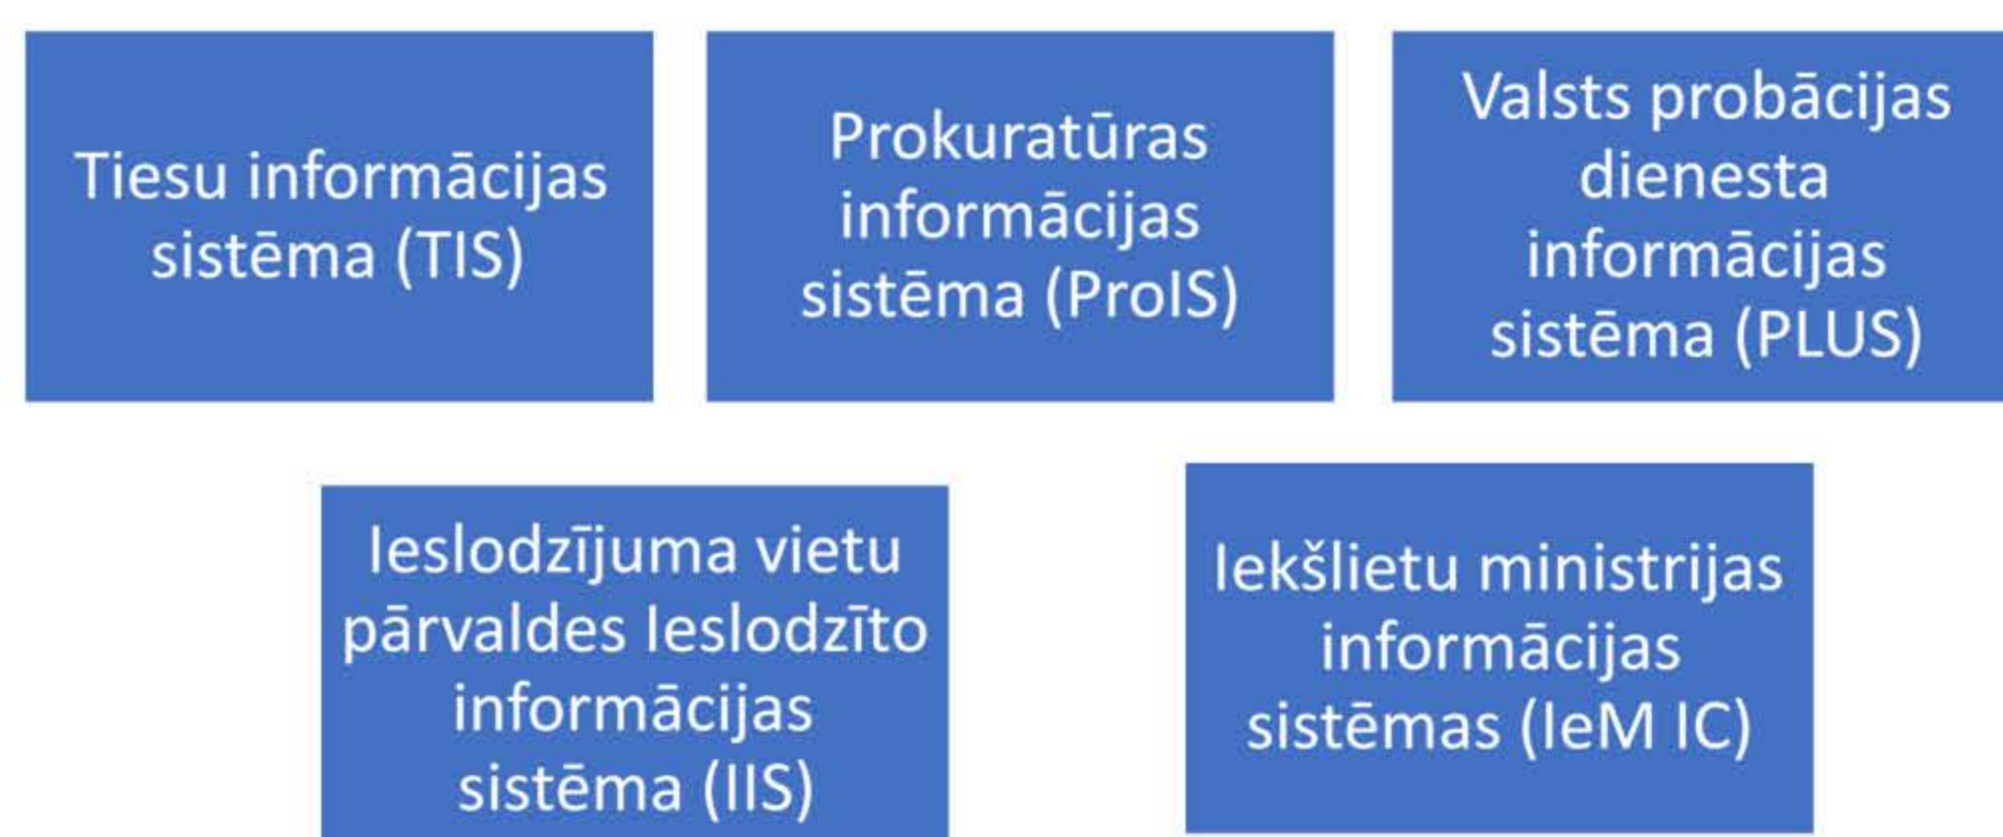 Tiesu informācijas
sistēma (TIS)
Prokuratūras
informācijas
sistēma (ProIS)
Valsts probācijas
dienesta
informācijas
sistēma (PLUS)
Ieslodzījuma vietu
pārvaldes Ieslodzīto
informācijas
sistēma (IIS)
Iekšlietu ministrijas
informācijas
sistēmas (IeM IC)